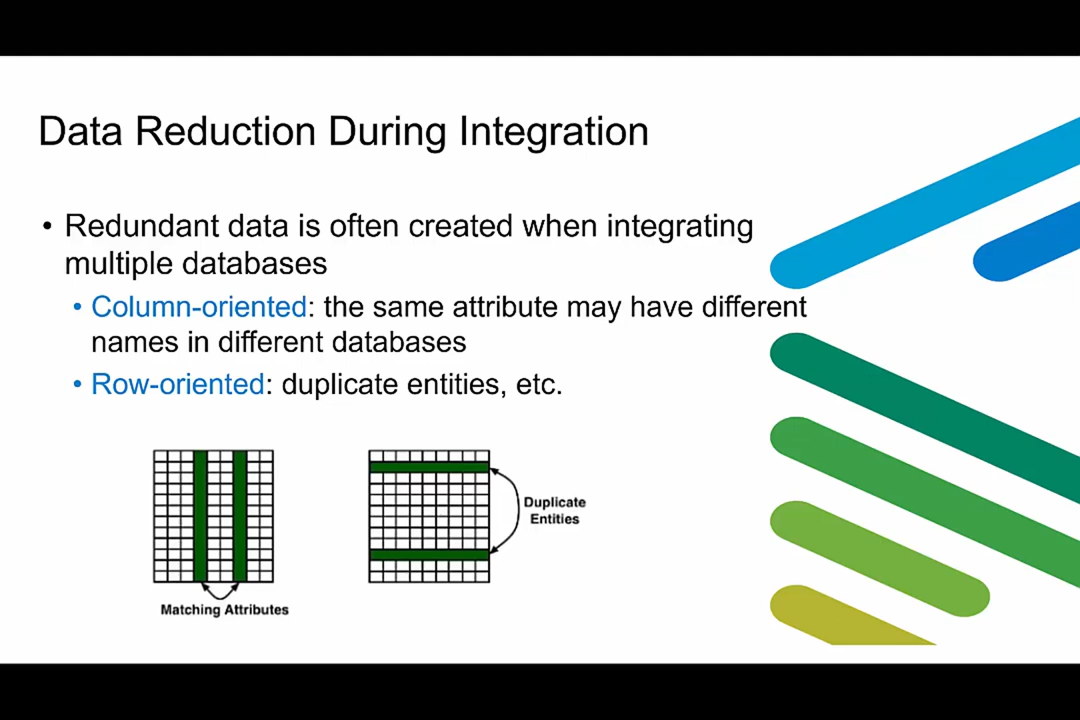 Data Reduction During Integration
• Redundant data is often created when integrating
multiple databases
• Column-oriented: the same attribute may have different
names in different databases
• Row-oriented: duplicate entities, etc.
Duplicate
Entities
Matching Attributes